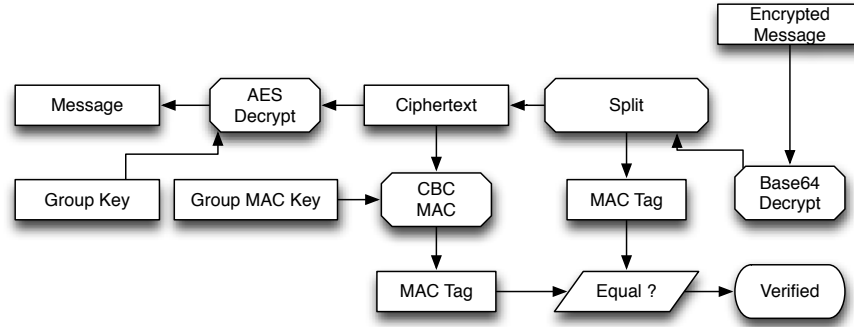 Encrypted
Message
Message
AES
Decrypt
Ciphertext
Split
Group Key
Group MAC Key
CBC
MAC
MAC Tag
Base64
Decrypt
MAC Tag
Equal ?
Verified